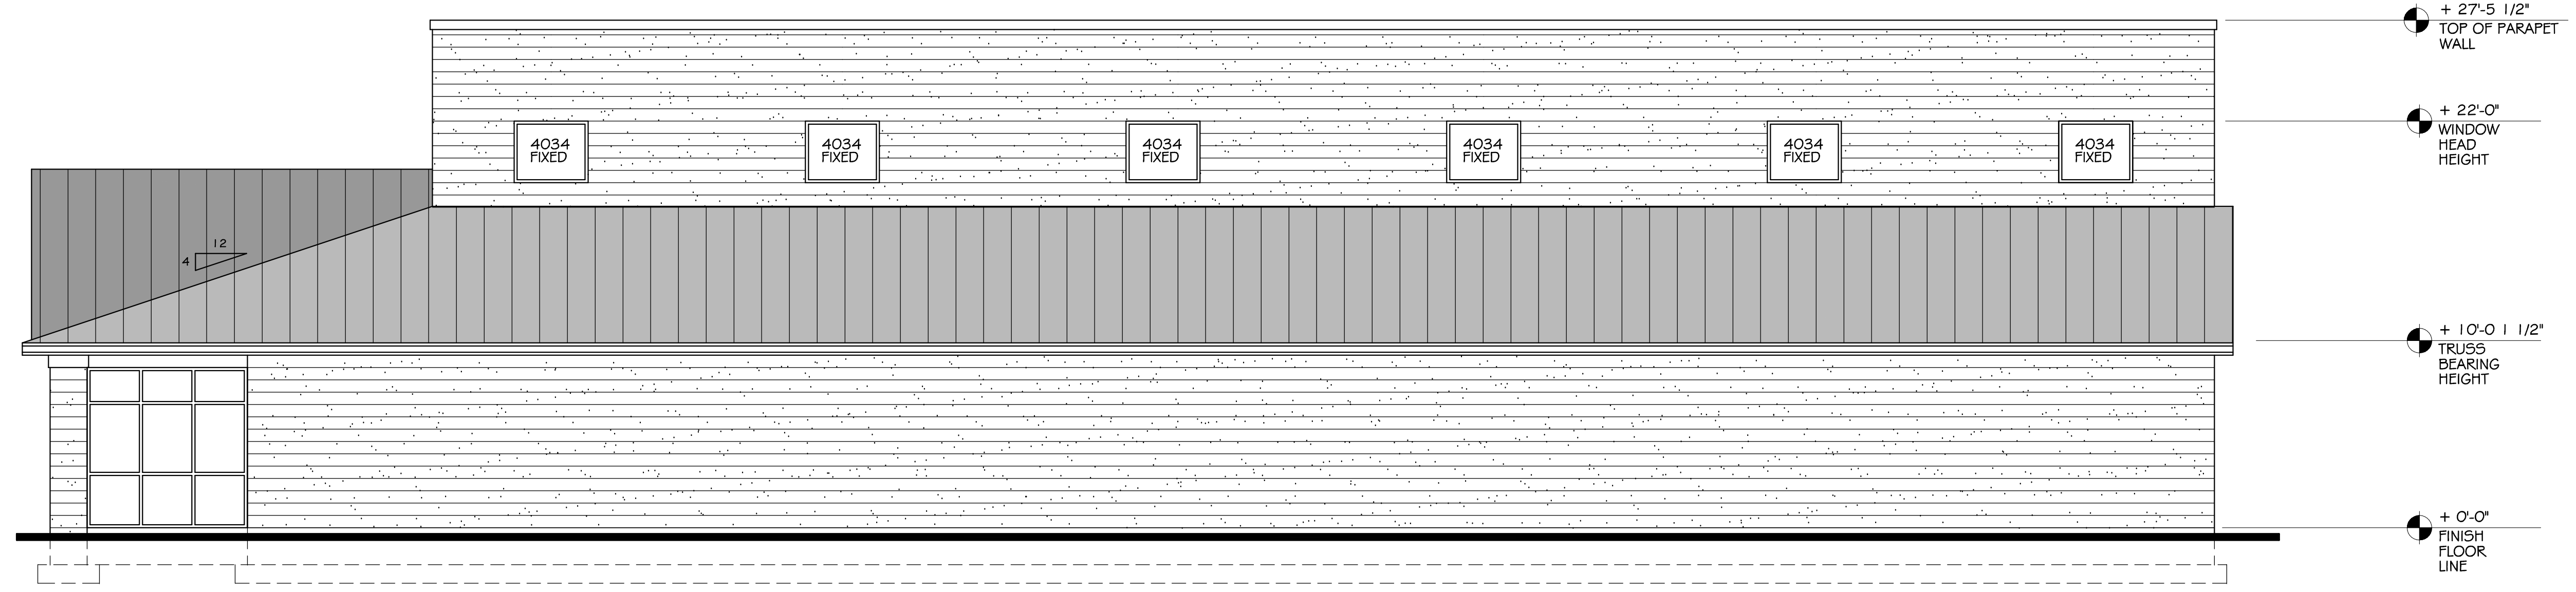 + 27'-5 1/2"
TOP OF PARAPET
WALL
+ 22'-0"
WINDOW
HEAD
HEIGHT
4034
FIXED
4034
FIXED
4034
FIXED
4034
FIXED
4034
FIXED
4034
FIXED
12
4
+ 10'-0 1 1/2"
TRUSS
BEARING
HEIGHT
+ 0'-0"
FINISH
FLOOR
LINE